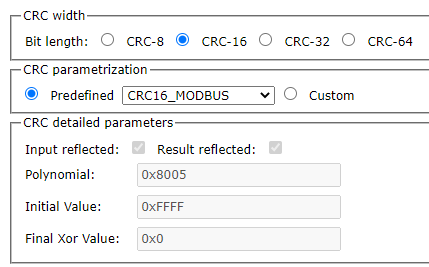 CRC width
Bit length: CRC-8 CRC-16 CRC-32 CRC-64
CRC parametrization
Predefined CRC16_MODBUS Custom
CRC detailed parameters
Input reflected: Result reflected:
Polynomial: 0x8005
Initial Value: 0xFFFF
Final Xor Value: 0x0